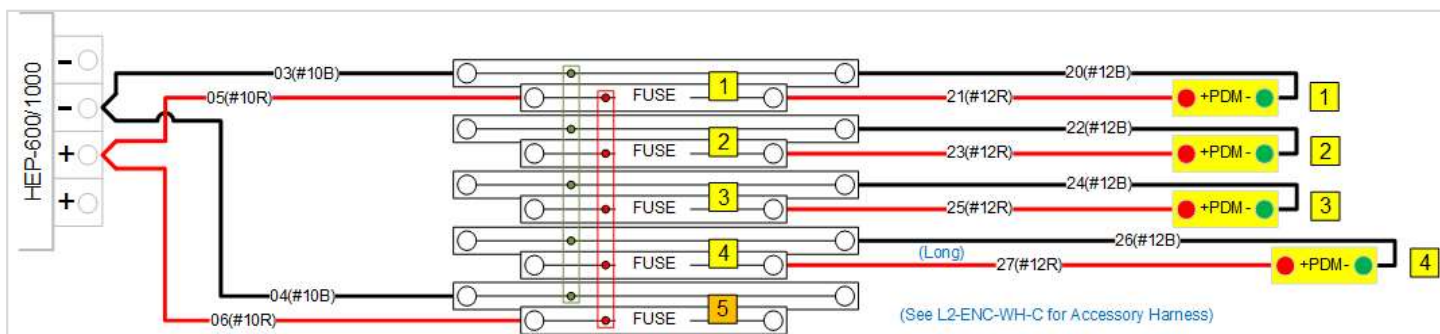 HEP-600/1000
-
-
+
+
03(#10B)
05(#10R)
04(#10B)
06(#10R)
FUSE 1
20(#12B)
21(#12R)
+PDM- 1
FUSE 2
22(#12B)
23(#12R)
+PDM- 2
FUSE 3
24(#12B)
25(#12R)
+PDM- 3
FUSE 4
26(#12B)
(Long)
27(#12R)
+PDM- 4
FUSE 5
(See L2-ENC-WH-C for Accessory Harness)